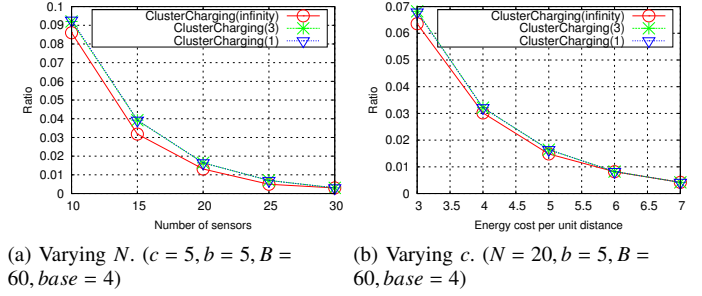 ClusterCharging(infinity)
ClusterCharging(3)
ClusterCharging(1)
0.1
0.09
0.08
0.07
0.06
0.05
0.04
0.03
0.02
0.01
0
Ratio
10 15 20 25 30
Number of sensors
(a) Varying N. (c = 5, b = 5, B =
60, base = 4)
ClusterCharging(infinity)
ClusterCharging(3)
ClusterCharging(1)
0.07
0.06
0.05
0.04
0.03
0.02
0.01
0
Ratio
3 3.5 4 4.5 5 5.5 6 6.5 7
Energy cost per unit distance
(b) Varying c. (N = 20, b = 5, B =
60, base = 4)